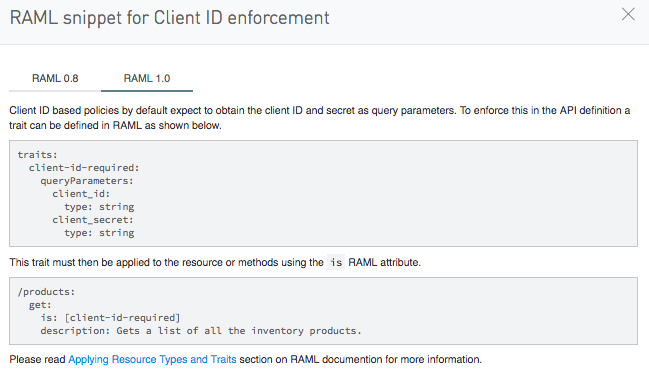 RAML snippet for Client ID enforcement
RAML 0.8 RAML 1.0
Client ID based policies by default expect to obtain the client ID and secret as query parameters. To enforce this in the API definition a
trait can be defined in RAML as shown below.
traits:
  client-id-required:
    queryParameters:
      client_id:
        type: string
      client_secret:
        type: string
This trait must then be applied to the resource or methods using the is RAML attribute.
/products:
  get:
    is: [client-id-required]
    description: Gets a list of all the inventory products.
Please read Applying Resource Types and Traits section on RAML documention for more information.